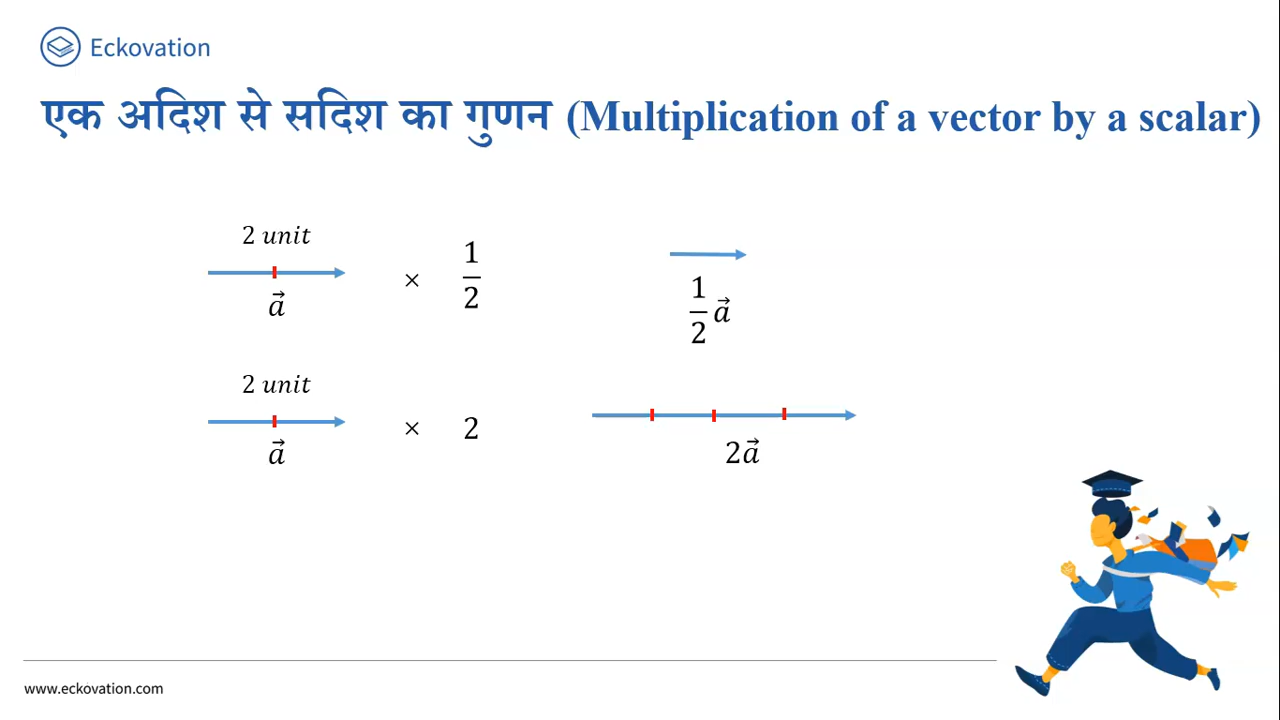 Eckovation
एक अदिश से सदिश का गुणन (Multiplication of a vector by a scalar)
2 unit
a⃗ × 1/2
1/2 a⃗
2 unit
a⃗ × 2
2a⃗
www.eckovation.com